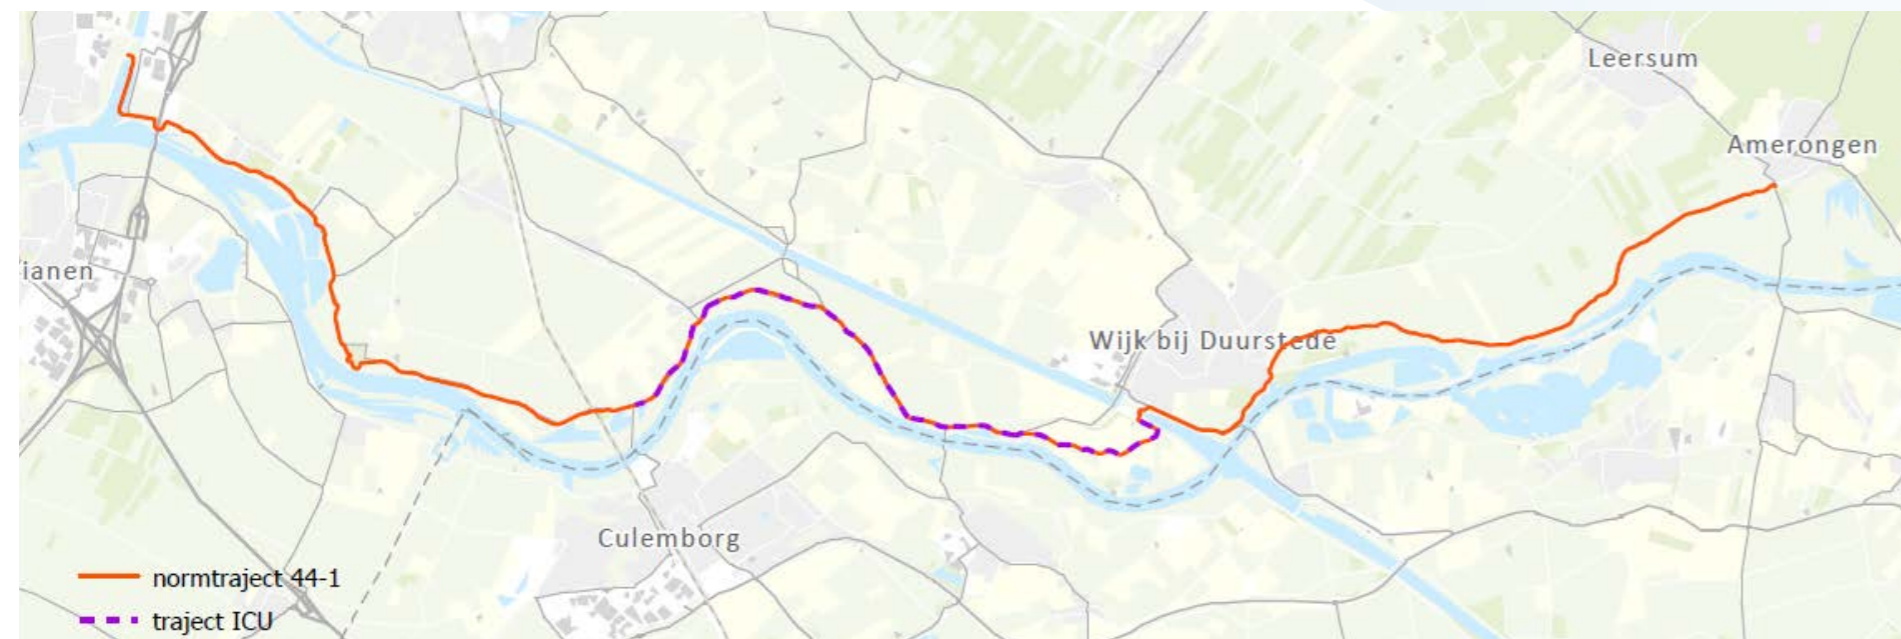 Leersum
Amerongen
ianen
Wijk bij Duurstede
Culemborg
normtraject 44-1
traject ICU